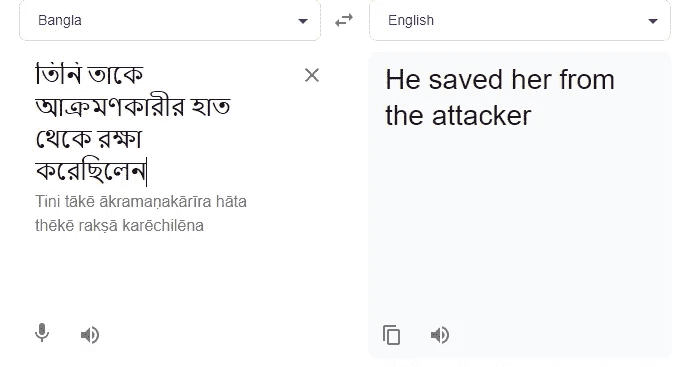 Bangla
English
তিনি তাকে
আক্রমণকারীর হাত
থেকে রক্ষা
করেছিলেন
Tini tākē ākramaṇakārīra hāta
thēkē rakṣā karēchilēna
He saved her from
the attacker